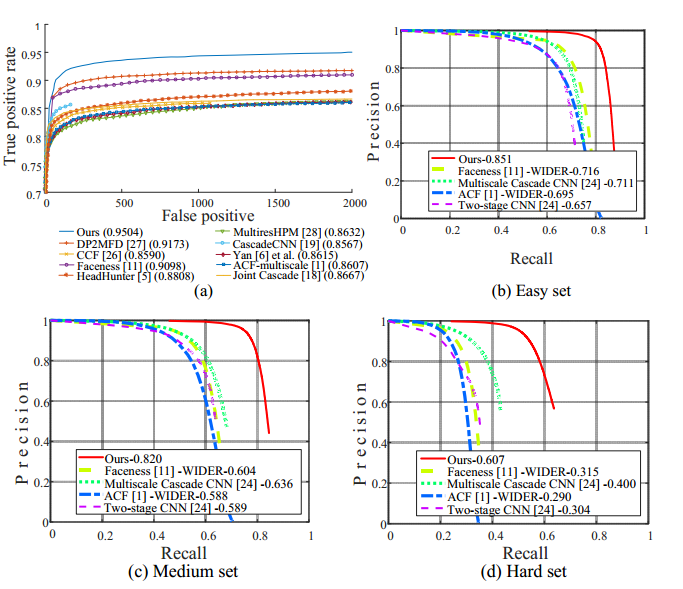 1
0.95
0.9
0.85
0.8
0.75
0.7
True positive rate
0 500 1000 1500 2000
False positive
Ours (0.9504)
DP2MFD [27] (0.9173)
CCF [26] (0.8590)
Faceness [11] (0.9098)
HeadHunter [5] (0.8808)
MultiresHPM [28] (0.8632)
CascadeCNN [19] (0.8567)
Yan [6] et al. (0.8615)
ACF-multiscale [1] (0.8607)
Joint Cascade [18] (0.8667)
(a)
1
0.8
0.6
0.4
0.2
0
Precision
Ours-0.851
Faceness [11] -WIDER-0.716
Multiscale Cascade CNN [24] -0.711
ACF [1] -WIDER-0.695
Two-stage CNN [24] -0.657
0 0.2 0.4 0.6 0.8 1
Recall
(b) Easy set
1
0.8
0.6
0.4
0.2
0
Precision
Ours-0.820
Faceness [11] -WIDER-0.604
Multiscale Cascade CNN [24] -0.636
ACF [1] -WIDER-0.588
Two-stage CNN [24] -0.589
0 0.2 0.4 0.6 0.8 1
Recall
(c) Medium set
1
0.8
0.6
0.4
0.2
0
Precision
Ours-0.607
Faceness [11] -WIDER-0.315
Multiscale Cascade CNN [24] -0.400
ACF [1] -WIDER-0.290
Two-stage CNN [24] -0.304
0 0.2 0.4 0.6 0.8 1
Recall
(d) Hard set